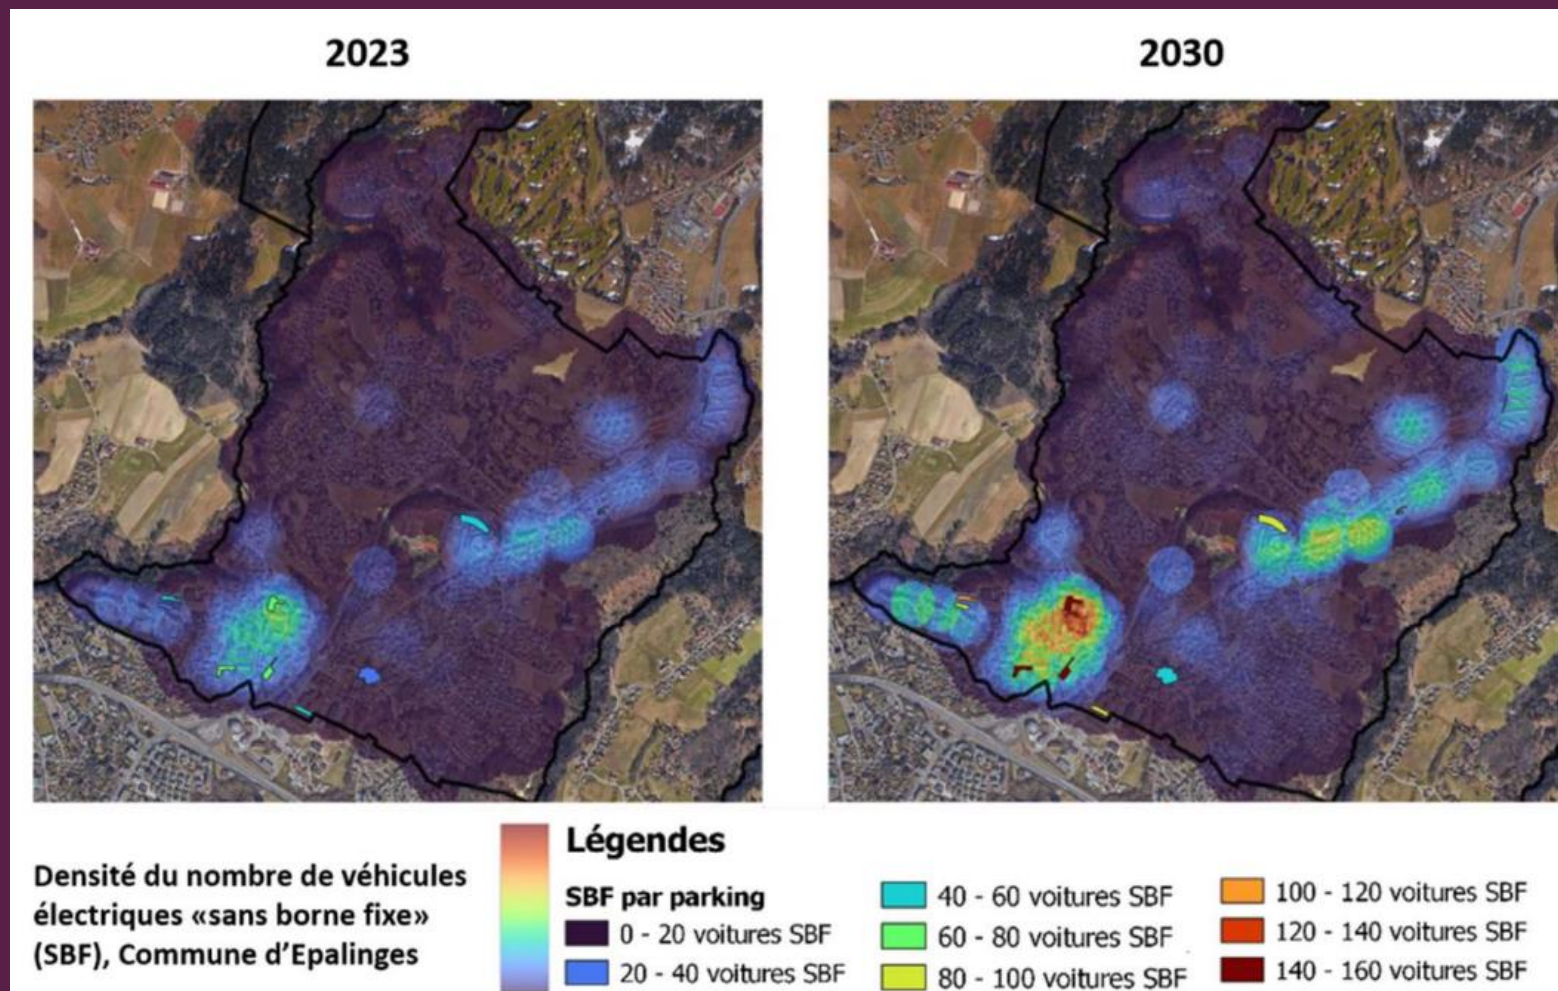 2023
2030
Densité du nombre de véhicules
électriques «sans borne fixe»
(SBF), Commune d'Epalinges
Légendes
SBF par parking
0 - 20 voitures SBF
20 - 40 voitures SBF
40 - 60 voitures SBF
60 - 80 voitures SBF
80 - 100 voitures SBF
100 - 120 voitures SBF
120 - 140 voitures SBF
140 - 160 voitures SBF